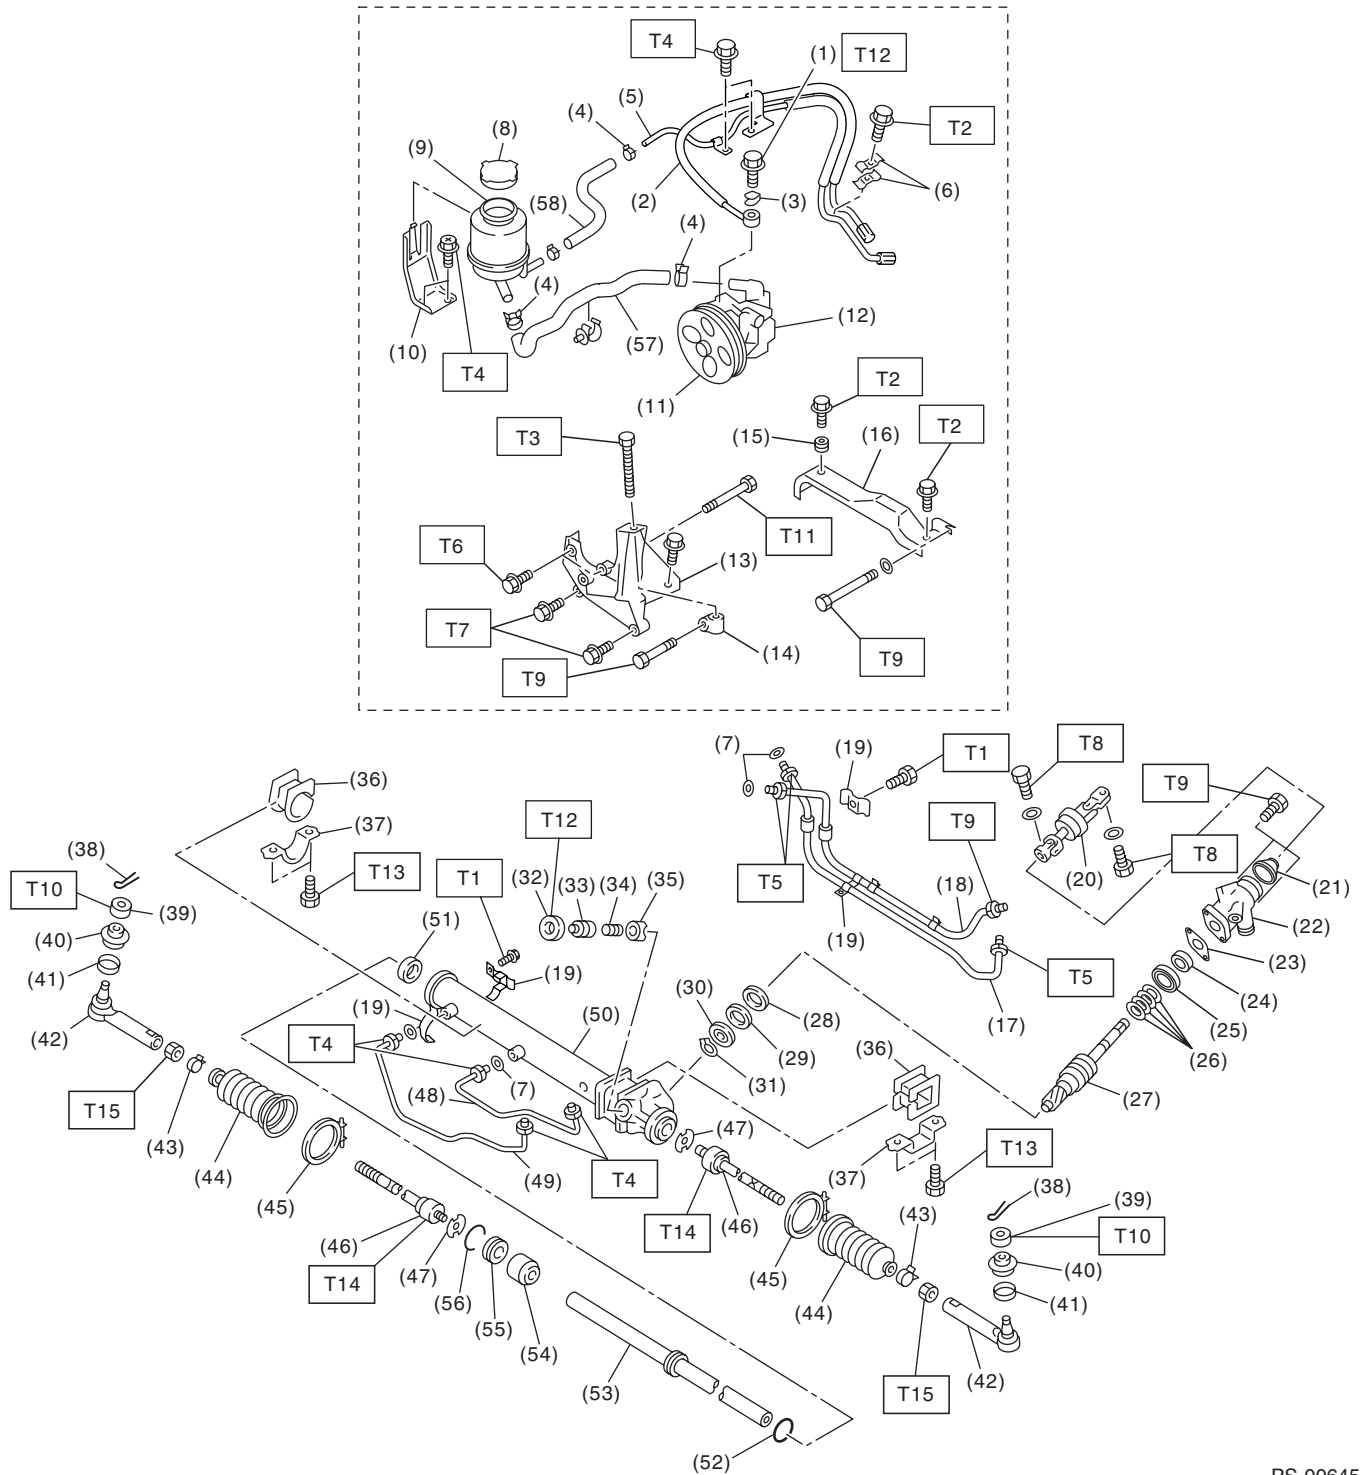 T4
(1)
T12
(5)
(4)
(8)
(9)
T2
(6)
(58)
(2)
(3)
(4)
(4)
(12)
(57)
(10)
T4
(11)
T2
T3
(15)
(16)
T2
T11
T6
(13)
T7
(14)
T9
T9
(7)
(19)
T1
T8
(36)
T9
(37)
T12
T9
(38)
T13
T1
(32)
(33)
(34)
(35)
T5
(20)
T8
(21)
T10
(39)
(51)
(18)
(22)
(40)
(19)
(19)
(23)
(41)
(30)
T5
(24)
(19)
(50)
(28)
(17)
(25)
(42)
T4
(29)
(36)
(26)
(7)
(31)
(27)
(48)
T15
(47)
(43)
T13
(44)
(49)
T4
(37)
(45)
(46)
(38)
(43)
(39)
T14
T10
(46)
(47)
(40)
T14
(45)
(56)
(44)
(41)
(55)
(54)
(42)
(53)
T15
(52)
RS-00645